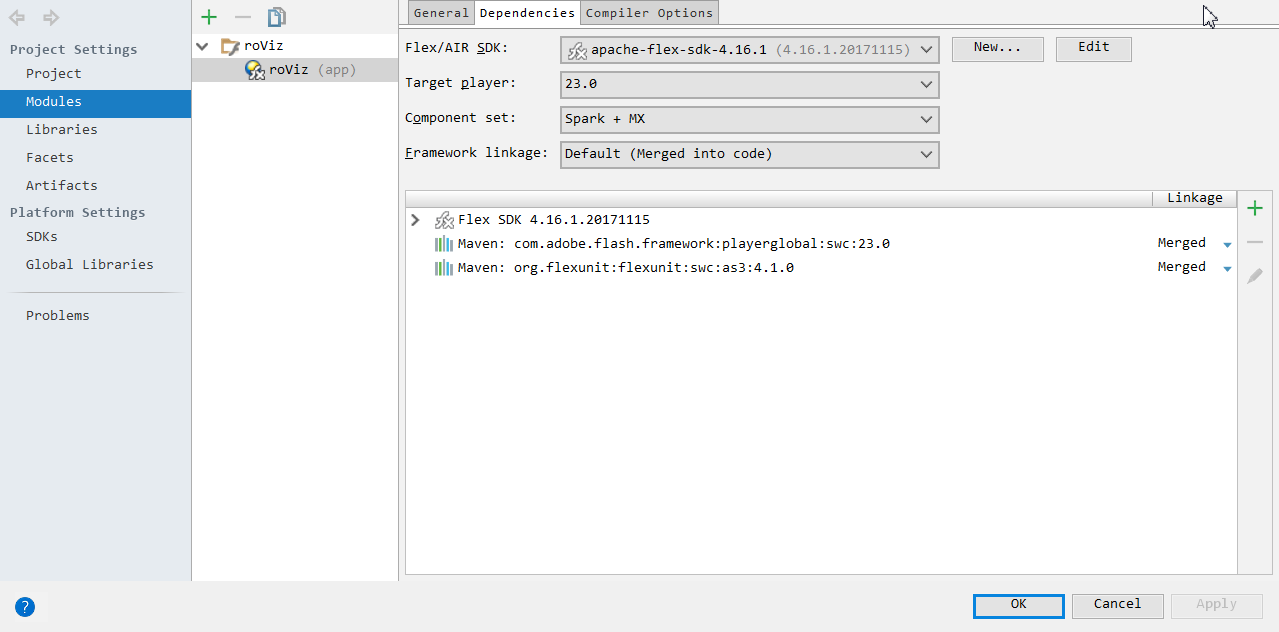 Project Settings
Project
Modules
Libraries
Facets
Artifacts
Platform Settings
SDKs
Global Libraries
Problems
roViz
roViz (app)
General Dependencies Compiler Options
Flex/AIR SDK: apache-flex-sdk-4.16.1 (4.16.1.20171115) New... Edit
Target player: 23.0
Component set: Spark + MX
Framework linkage: Default (Merged into code)
Linkage
Flex SDK 4.16.1.20171115
Maven: com.adobe.flash.framework:playerglobal:swc:23.0 Merged
Maven: org.flexunit:flexunit:swc:as3:4.1.0 Merged
? OK Cancel Apply